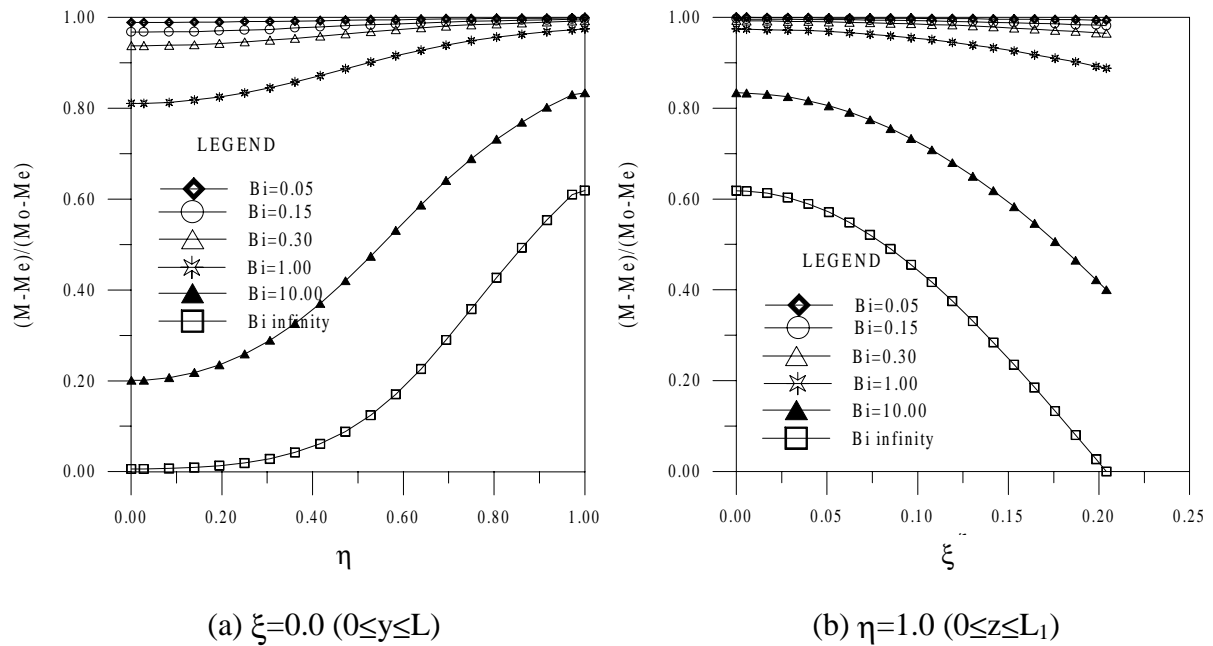 1.00
0.80
0.60
0.40
0.20
0.00
(M-Me)/(Mo-Me)
LEGEND
Bi=0.05
Bi=0.15
Bi=0.30
Bi=1.00
Bi=10.00
Bi infinity
0.00 0.20 0.40 0.60 0.80 1.00
η
(a) ξ=0.0 (0≤y≤L)
1.00
0.80
0.60
0.40
0.20
0.00
(M-Me)/(Mo-Me)
LEGEND
Bi=0.05
Bi=0.15
Bi=0.30
Bi=1.00
Bi=10.00
Bi infinity
0.00 0.05 0.10 0.15 0.20 0.25
ξ
(b) η=1.0 (0≤z≤L₁)